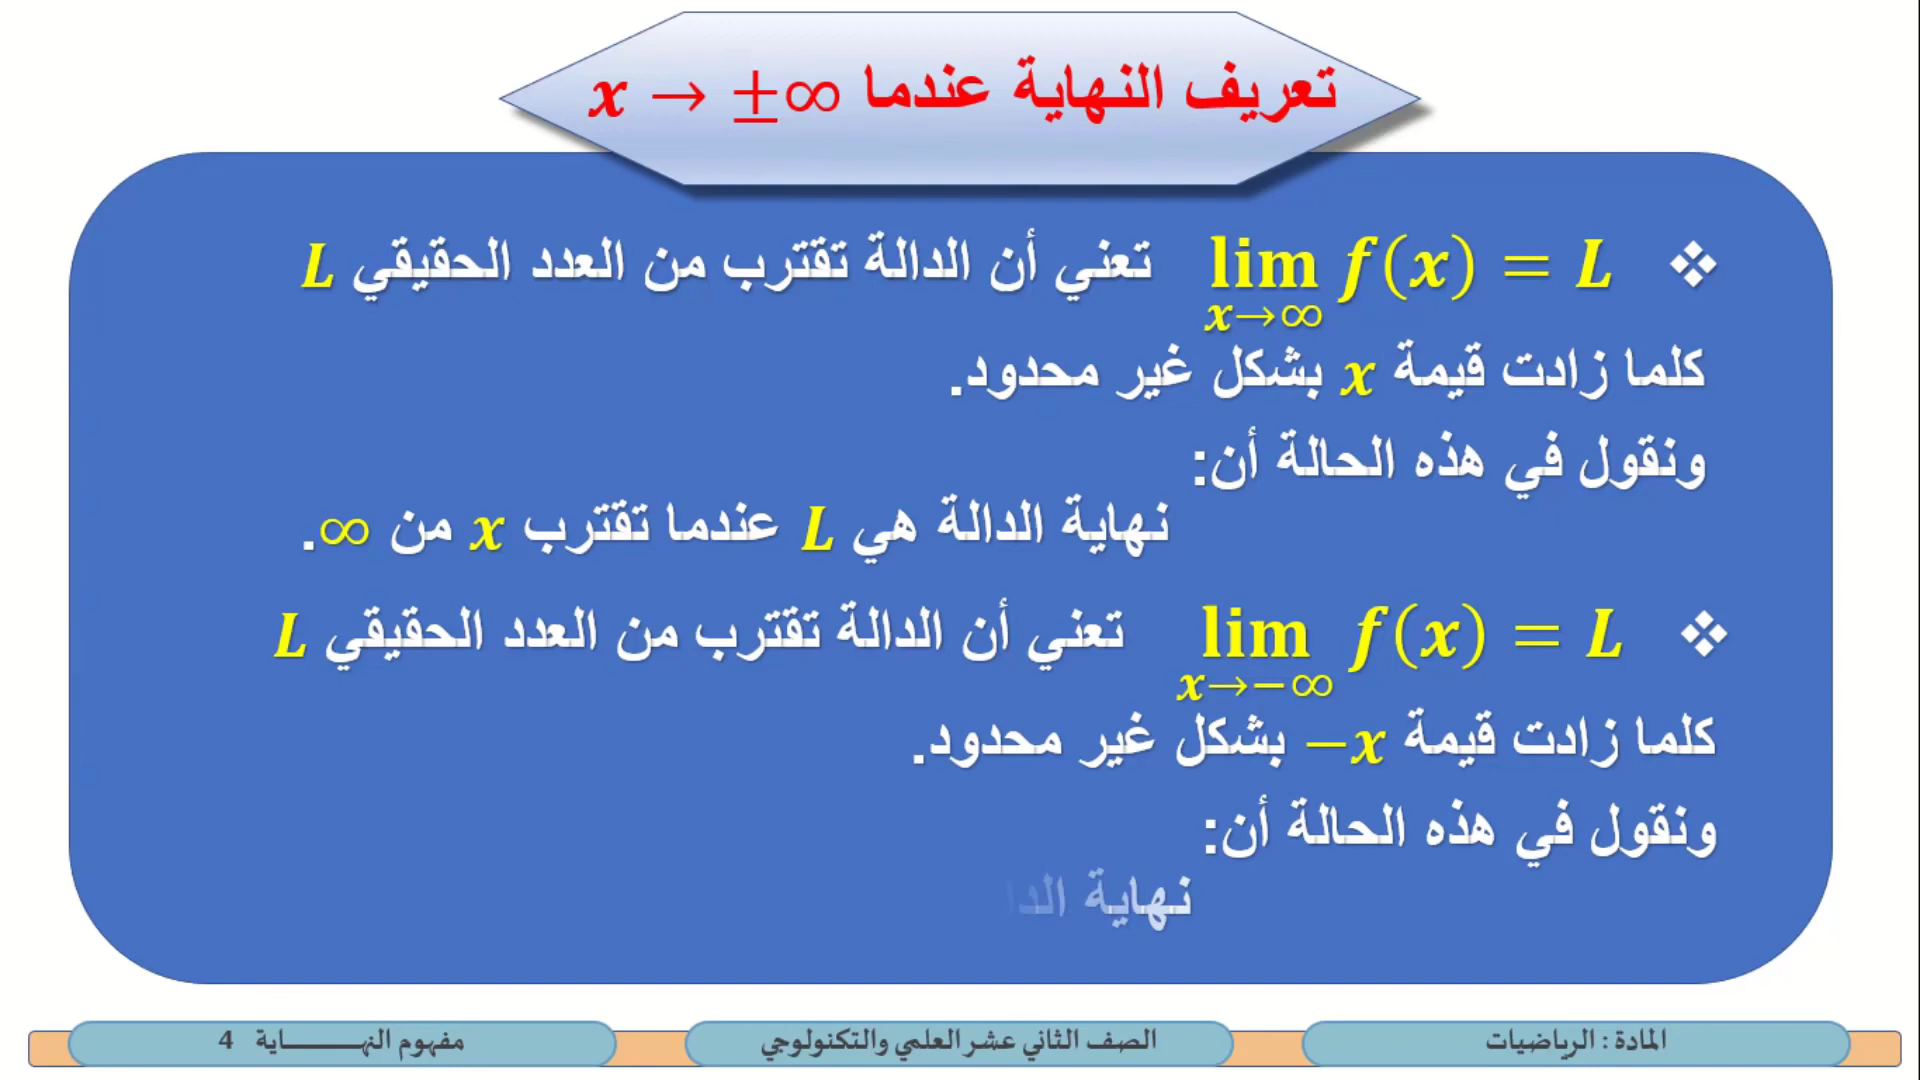 تعريف النهاية عندما x → ±∞
❖ lim x→∞ f(x) = L تعني أن الدالة تقترب من العدد الحقيقي L
كلما زادت قيمة x بشكل غير محدود.
ونقول في هذه الحالة أن:
نهاية الدالة هي L عندما تقترب x من ∞.
❖ lim x→−∞ f(x) = L تعني أن الدالة تقترب من العدد الحقيقي L
كلما زادت قيمة −x بشكل غير محدود.
ونقول في هذه الحالة أن:
نهاية الدا
المادة : الرياضيات
الصف الثاني عشر العلمي والتكنولوجي
مفهوم النهـــــــاية 4